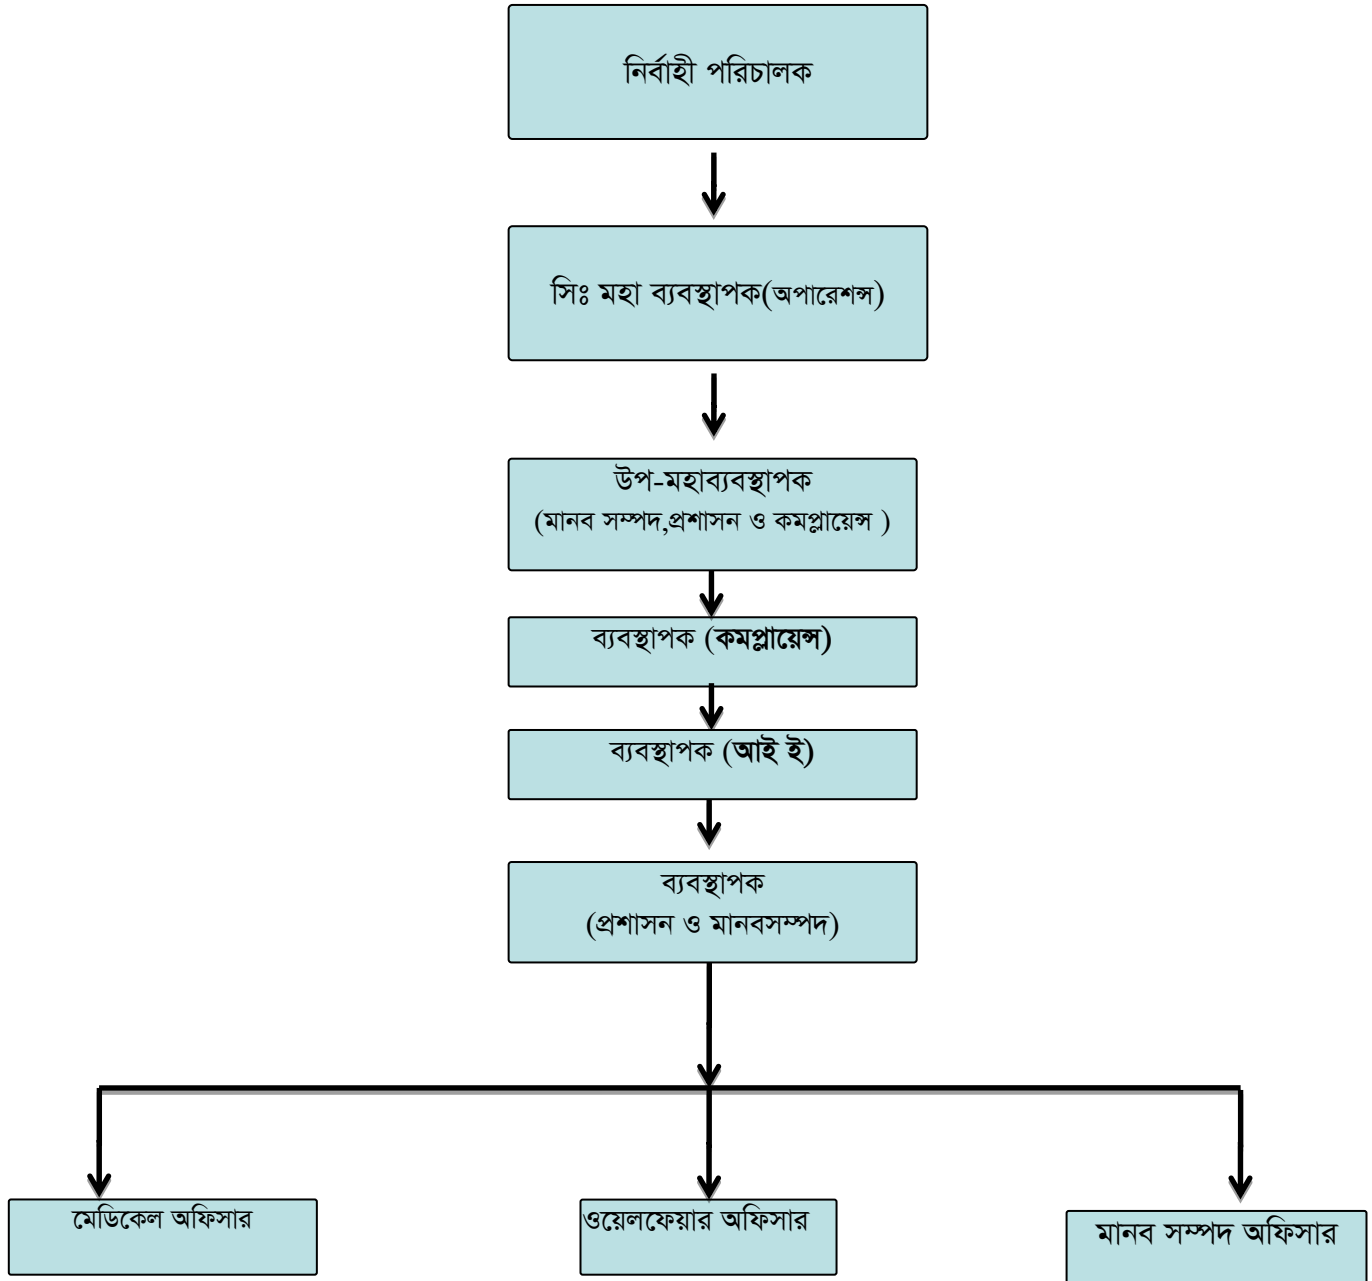 নির্বাহী পরিচালক
সিঃ মহা ব্যবস্থাপক(অপারেশন্স)
উপ-মহাব্যবস্থাপক
(মানব সম্পদ,প্রশাসন ও কমপ্লায়েন্স )
ব্যবস্থাপক (কমপ্লায়েন্স)
ব্যবস্থাপক (আই ই)
ব্যবস্থাপক
(প্রশাসন ও মানবসম্পদ)
মেডিকেল অফিসার
ওয়েলফেয়ার অফিসার
মানব সম্পদ অফিসার